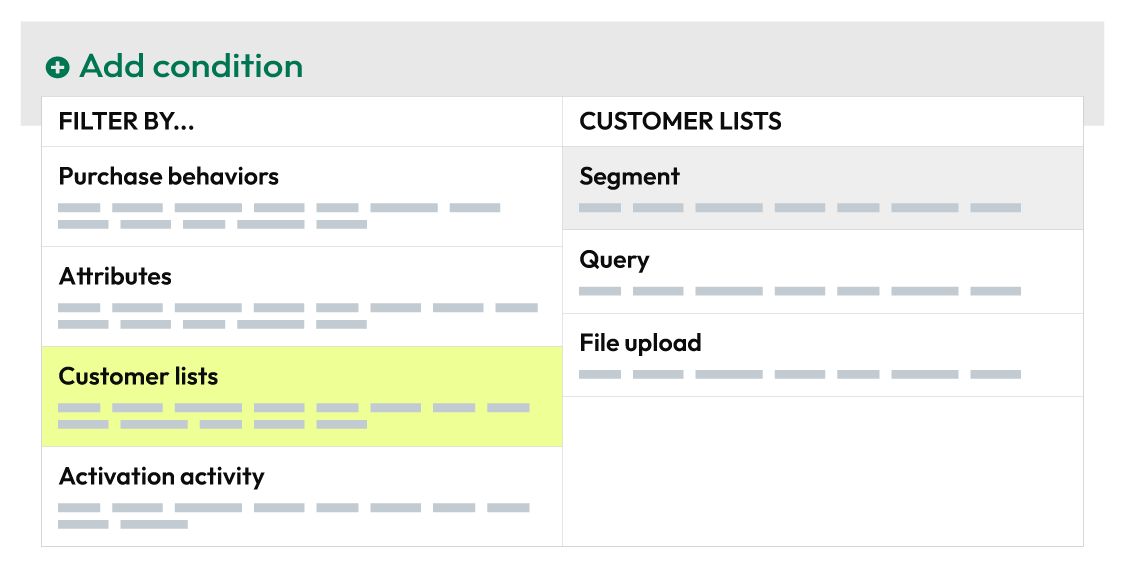 Add condition
FILTER BY...
Purchase behaviors
Attributes
Customer lists
Activation activity
CUSTOMER LISTS
Segment
Query
File upload